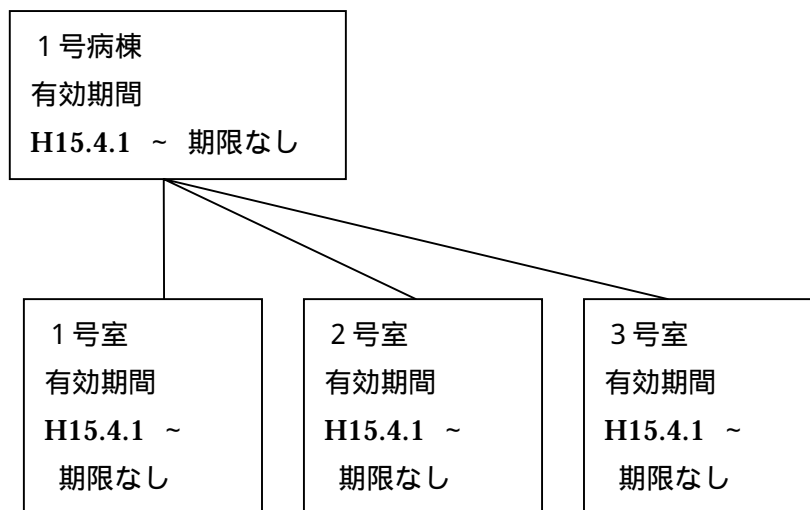 １号病棟
有効期間
H15.4.1 ~ 期限なし
１号室
有効期間
H15.4.1 ~
期限なし
２号室
有効期間
H15.4.1 ~
期限なし
３号室
有効期間
H15.4.1 ~
期限なし